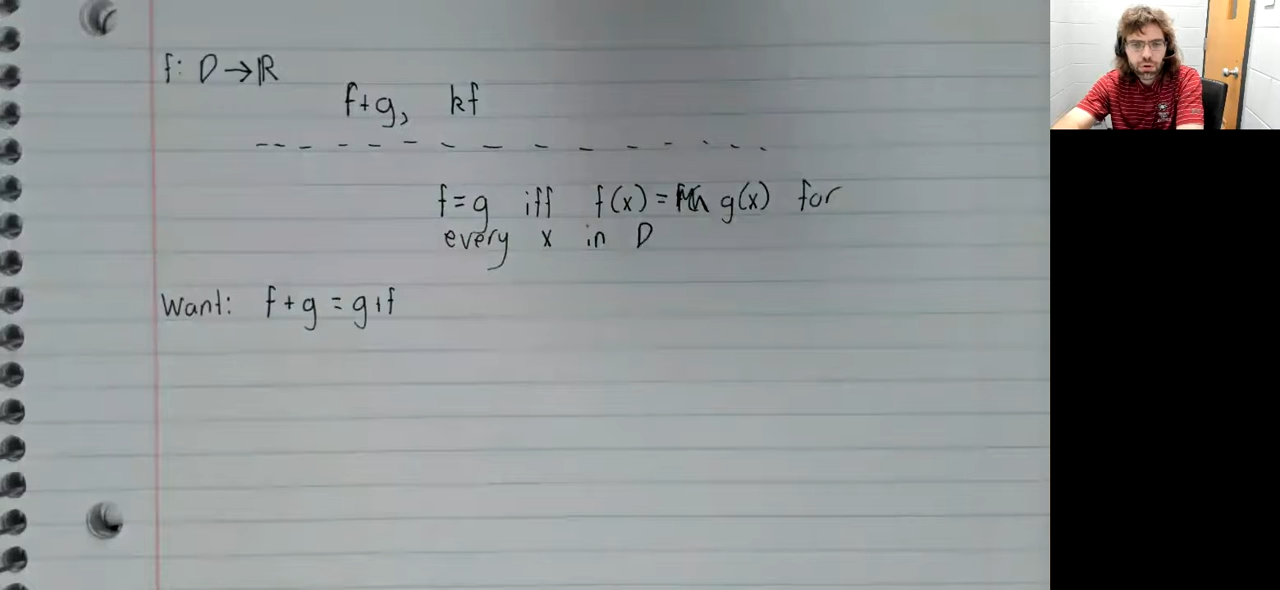 f: D → ℝ
f+g, kf
f=g iff f(x)= g(x) for
every x in D
Want: f+g = g+f